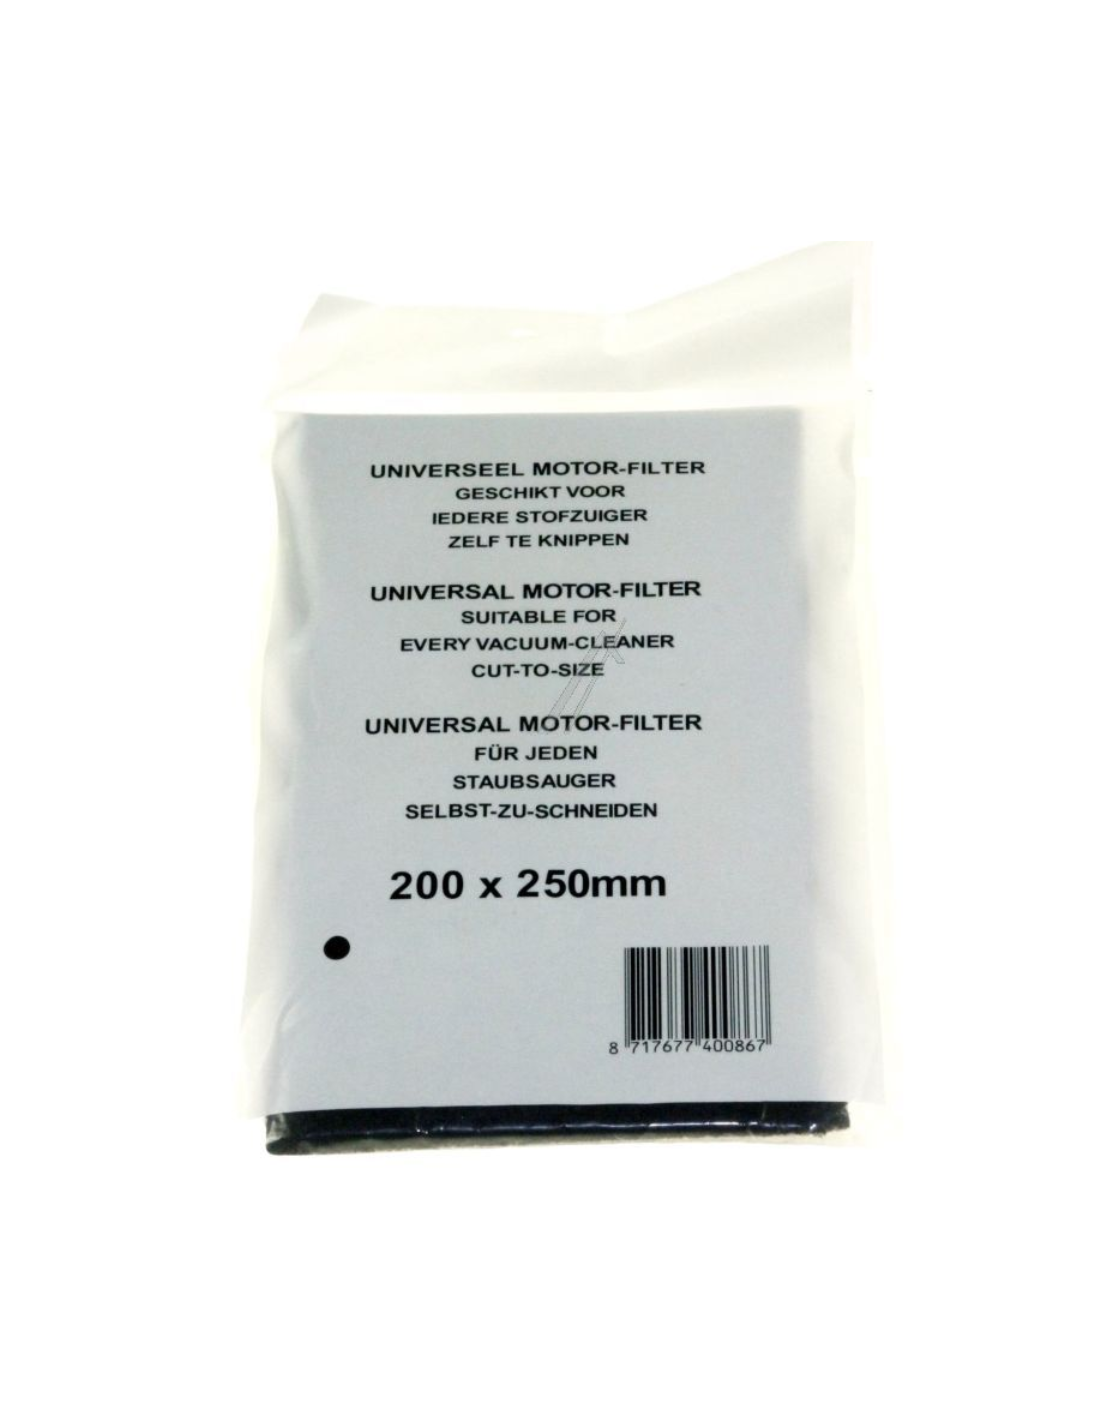 UNIVERSEEL MOTOR-FILTER
GESCHIKT VOOR
IEDERE STOFZUIGER
ZELF TE KNIPPEN
UNIVERSAL MOTOR-FILTER
SUITABLE FOR
EVERY VACUUM-CLEANER
CUT-TO-SIZE
UNIVERSAL MOTOR-FILTER
FÜR JEDEN
STAUBSAUGER
SELBST-ZU-SCHNEIDEN
200 x 250mm
8 717677 400867